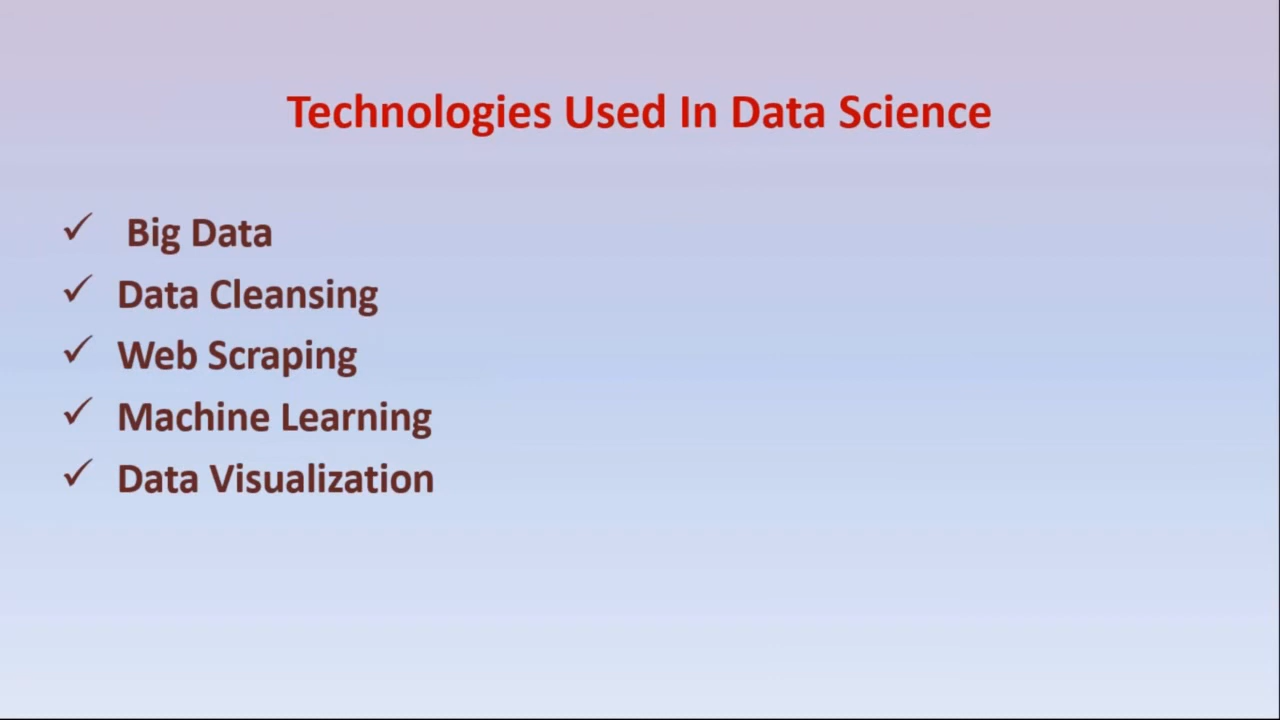 Technologies Used In Data Science
✓ Big Data
✓ Data Cleansing
✓ Web Scraping
✓ Machine Learning
✓ Data Visualization